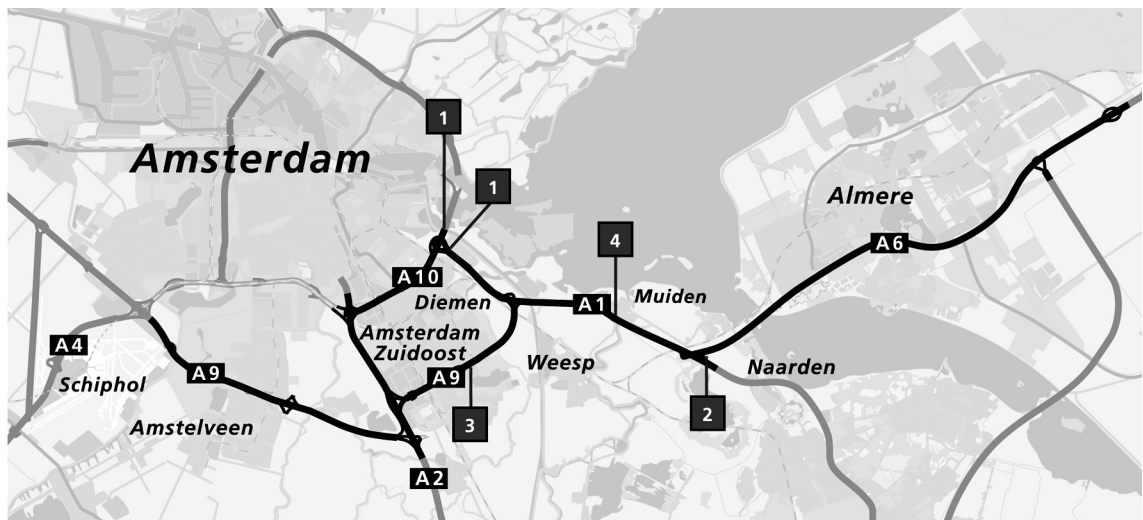 1
Amsterdam
1
Almere
4
A6
A10
Diemen
A1
Muiden
Amsterdam
Zuidoost
A4
Schiphol
A9
A9
Weesp
Naarden
2
3
Amstelveen
A2